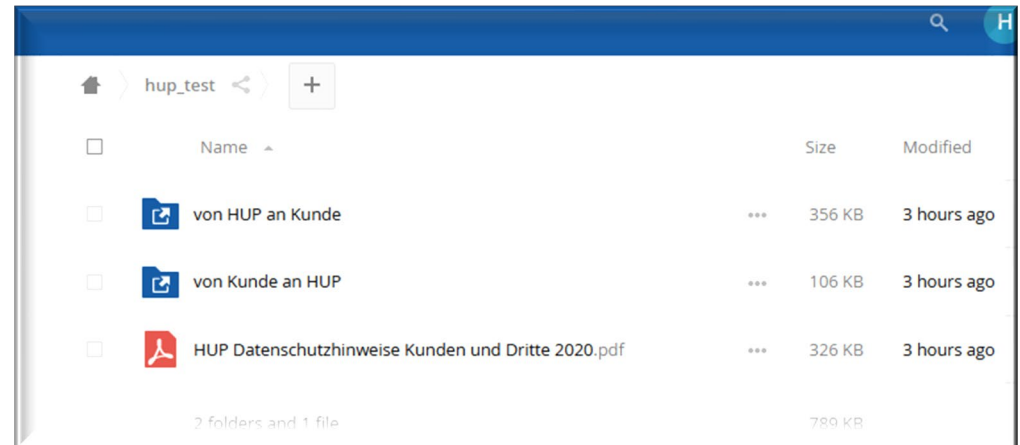 H
hup_test
Name Size Modified
von HUP an Kunde ... 356 KB 3 hours ago
von Kunde an HUP ... 106 KB 3 hours ago
HUP Datenschutzhinweise Kunden und Dritte 2020.pdf ... 326 KB 3 hours ago
2 folders and 1 file 789 KB